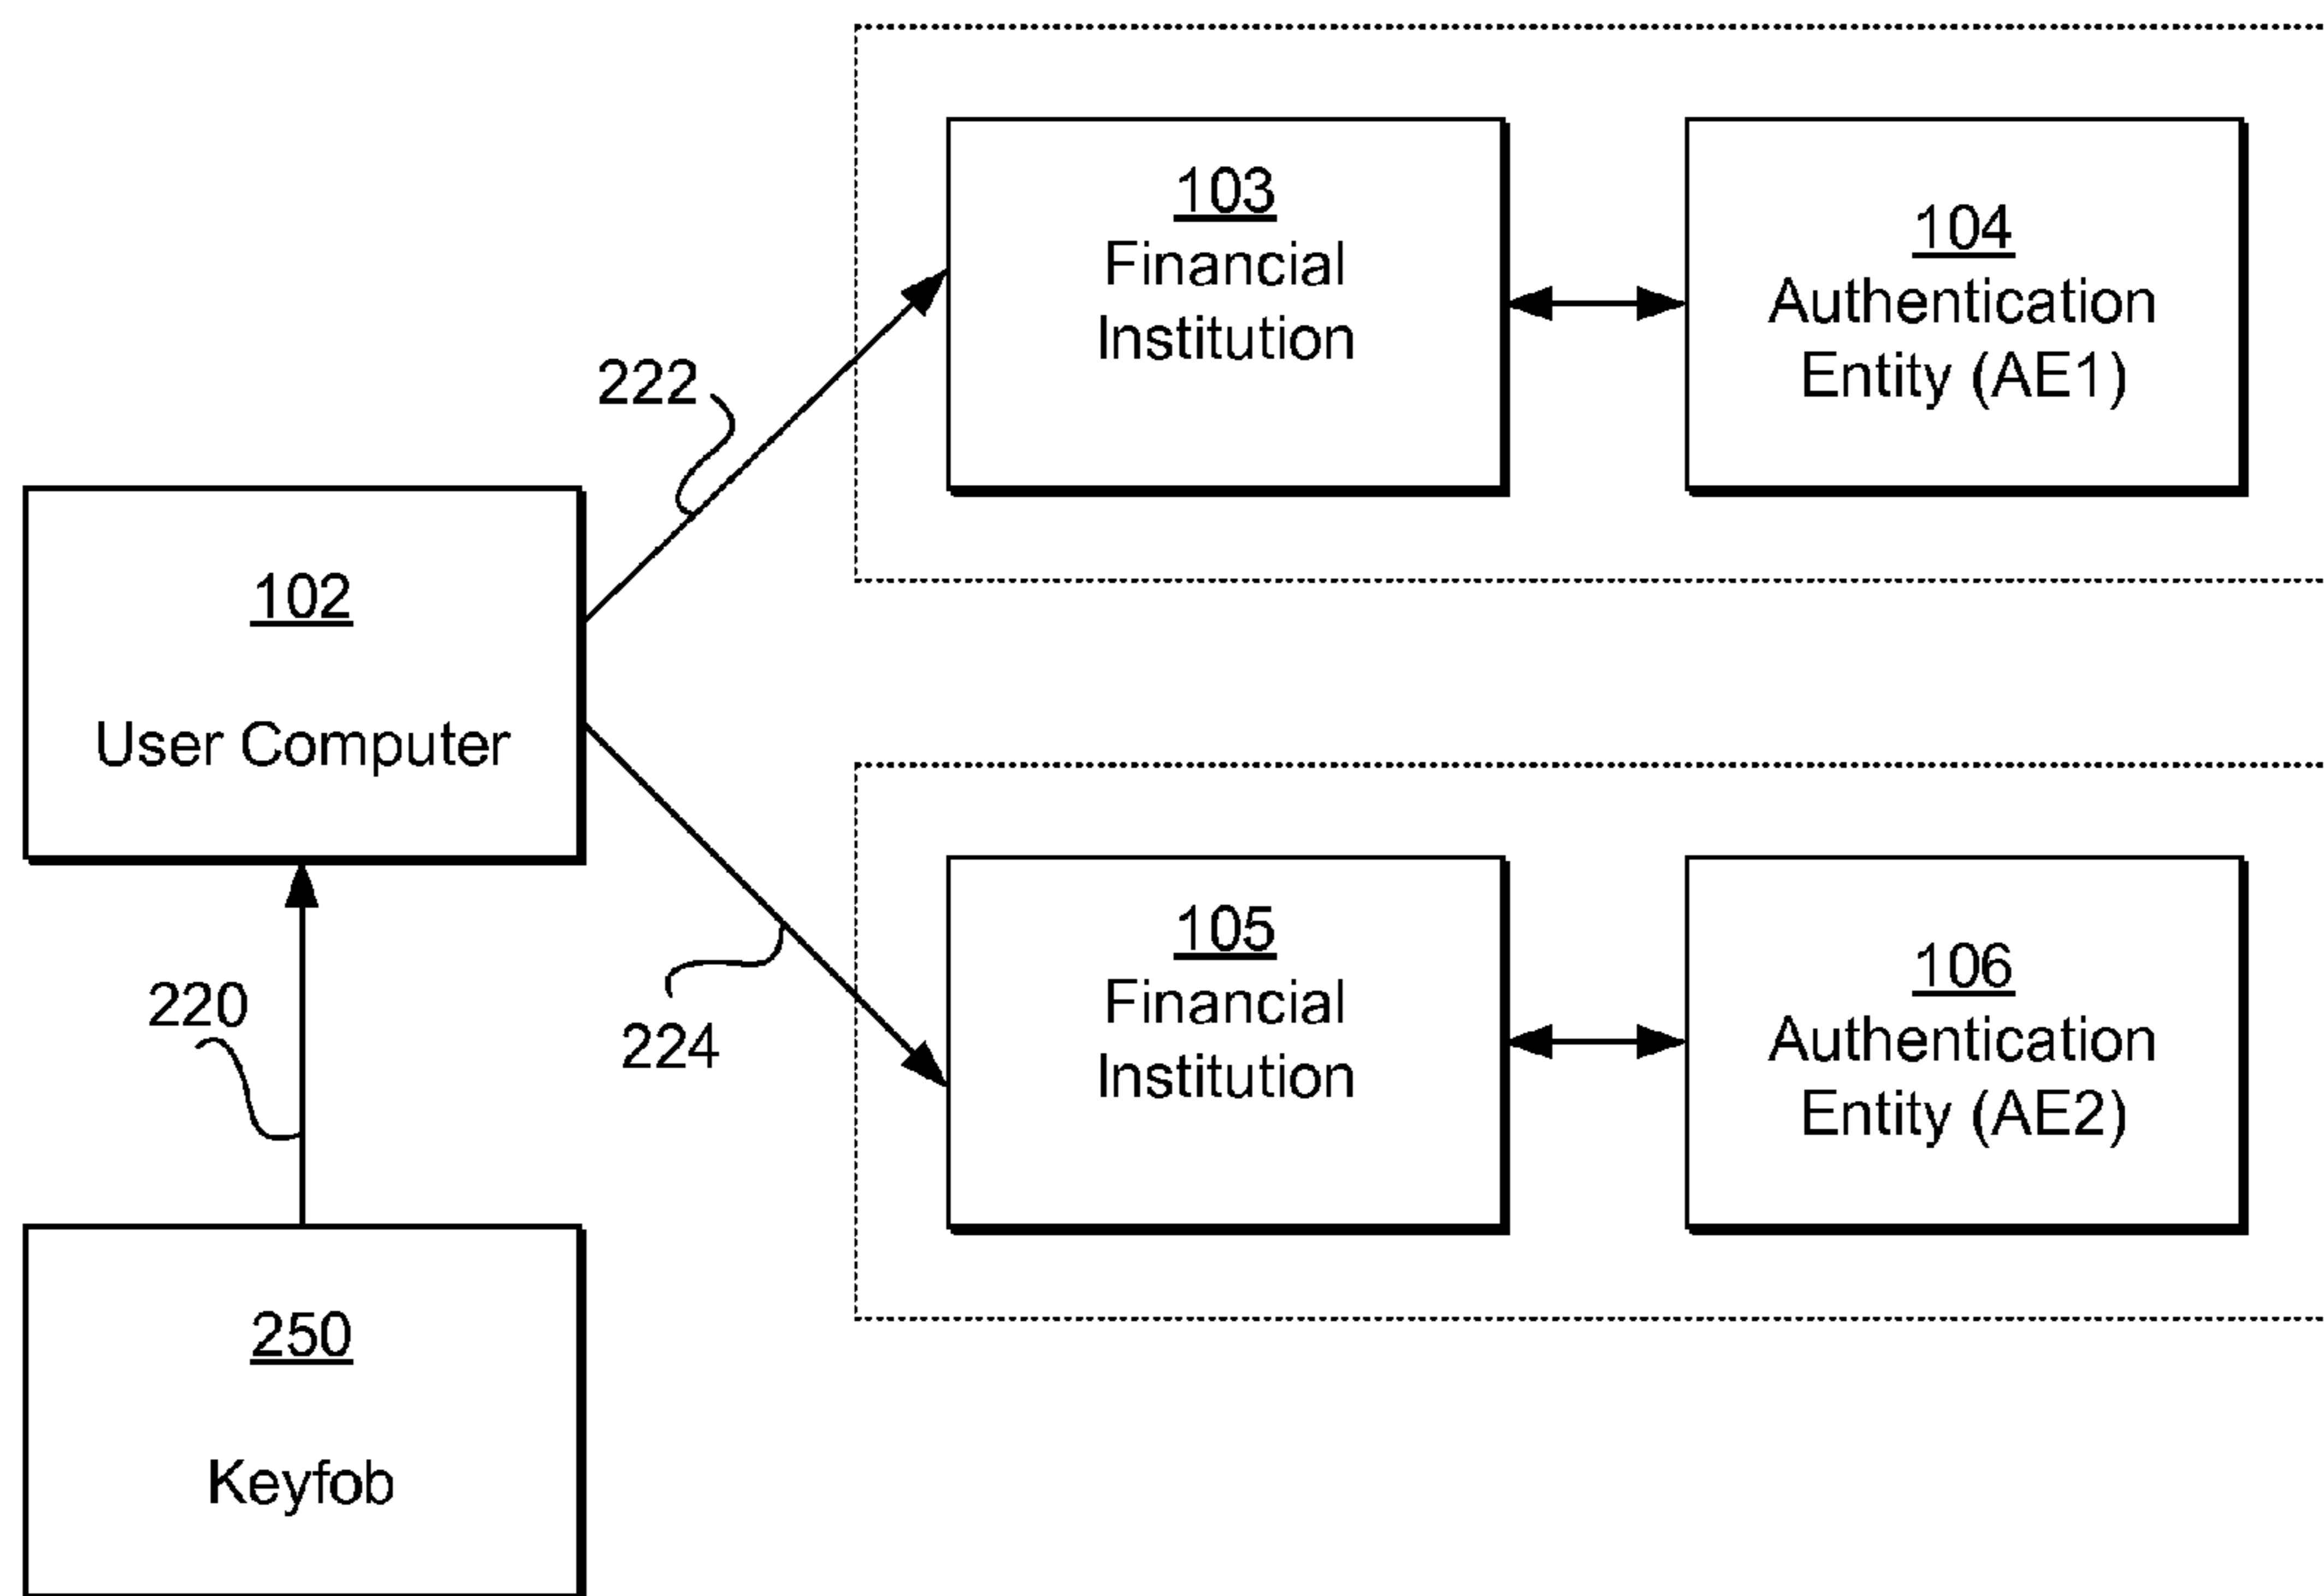 103
Financial
Institution
104
Authentication
Entity (AE1)
222
102
User Computer
105
Financial
Institution
106
Authentication
Entity (AE2)
220
224
250
Keyfob